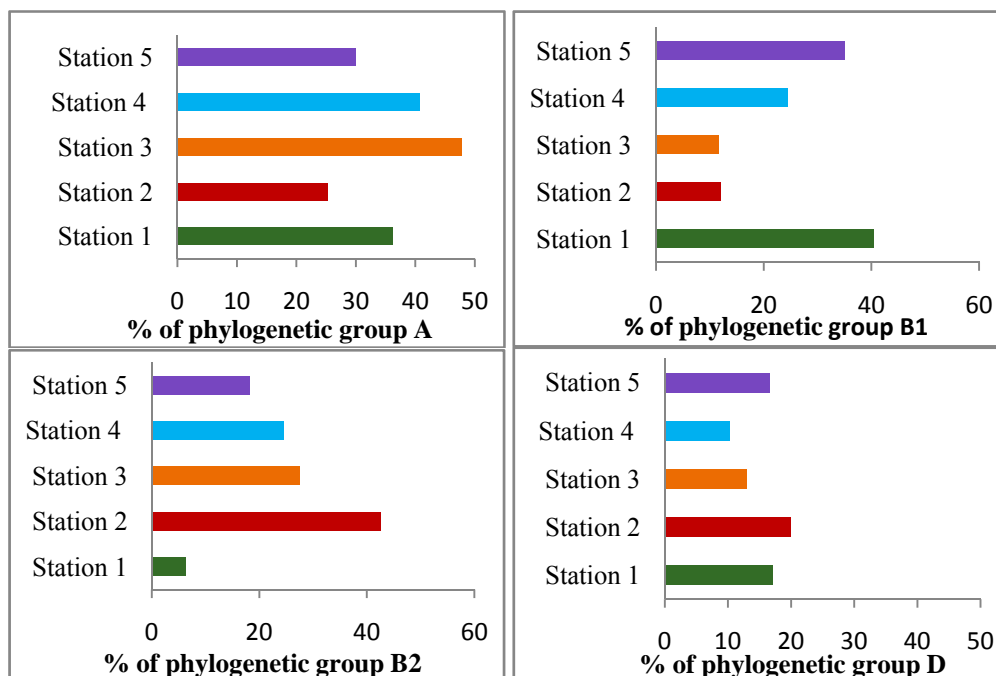 Station 5
Station 4
Station 3
Station 2
Station 1
0 10 20 30 40 50
% of phylogenetic group A
Station 5
Station 4
Station 3
Station 2
Station 1
0 20 40 60
% of phylogenetic group B1
Station 5
Station 4
Station 3
Station 2
Station 1
0 20 40 60
% of phylogenetic group B2
Station 5
Station 4
Station 3
Station 2
Station 1
0 10 20 30 40 50
% of phylogenetic group D